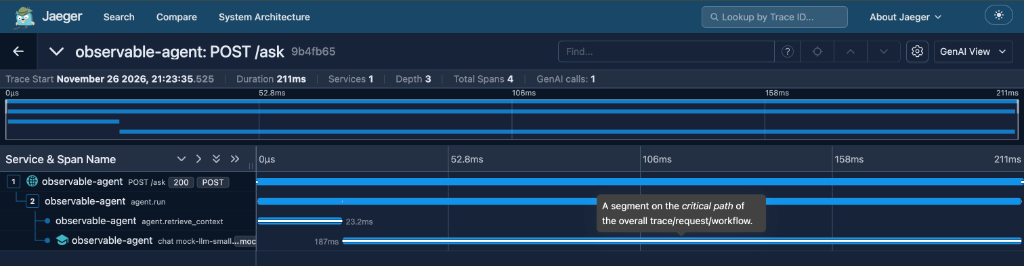 Jaeger Search Compare System Architecture Lookup by Trace ID... About Jaeger
observable-agent: POST /ask 9b4fb65 Find... ? GenAI View
Trace Start November 26 2026, 21:23:35.525 Duration 211ms Services 1 Depth 3 Total Spans 4 GenAI calls: 1
0μs 52.8ms 106ms 158ms 211ms
Service & Span Name 0μs 52.8ms 106ms 158ms 211ms
1 observable-agent POST /ask 200 POST
2 observable-agent agent.run
A segment on the critical path of
the overall trace/request/workflow.
observable-agent agent.retrieve_context 23.2ms
observable-agent chat mock-llm-small...moc 187ms